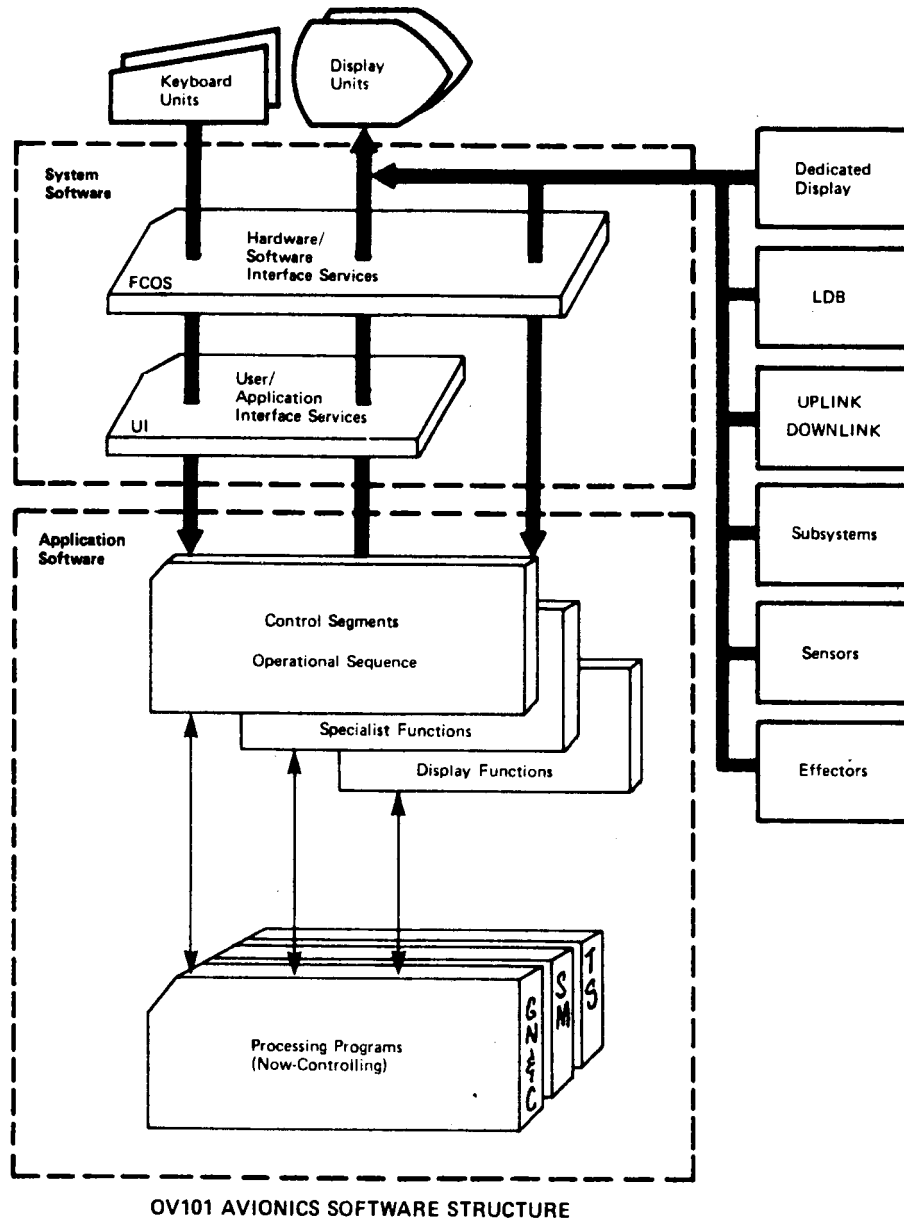 Keyboard
Units
Display
Units
System
Software
Dedicated
Display
Hardware/
Software
Interface Services
FCOS
LDB
User/
Application
Interface Services
UI
UPLINK
DOWNLINK
Application
Software
Subsystems
Control Segments
Operational Sequence
Sensors
Specialist Functions
Display Functions
Effectors
Processing Programs
(Now-Controlling)
GN&C
SM
TS
OV101 AVIONICS SOFTWARE STRUCTURE